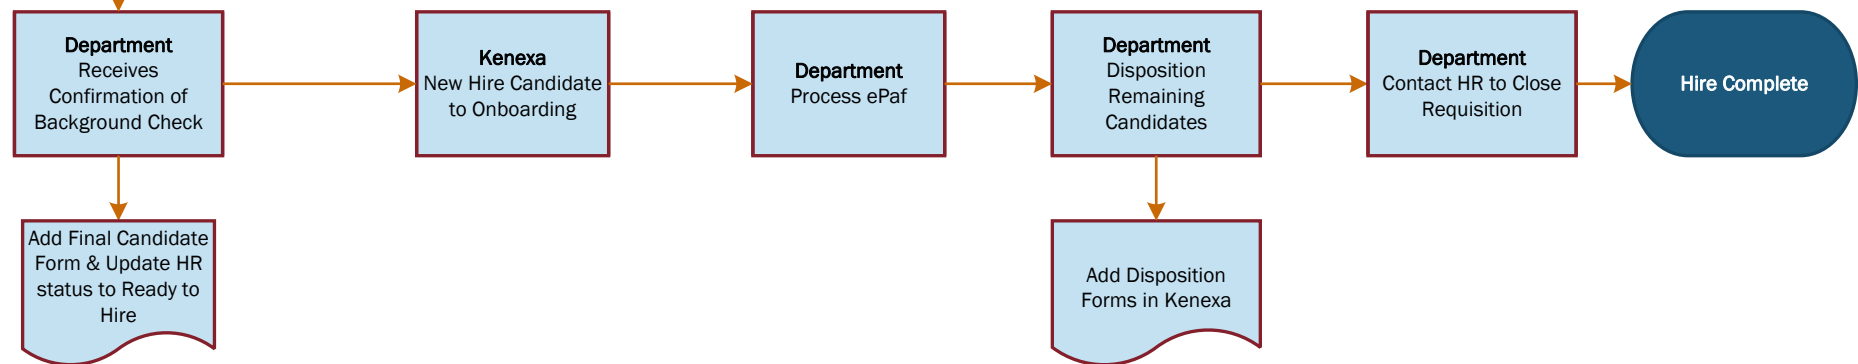 Department
Receives
Confirmation of
Background Check
Kenexa
New Hire Candidate
to Onboarding
Department
Process ePaf
Department
Disposition
Remaining
Candidates
Department
Contact HR to Close
Requisition
Hire Complete
Add Final Candidate
Form & Update HR
status to Ready to
Hire
Add Disposition
Forms in Kenexa